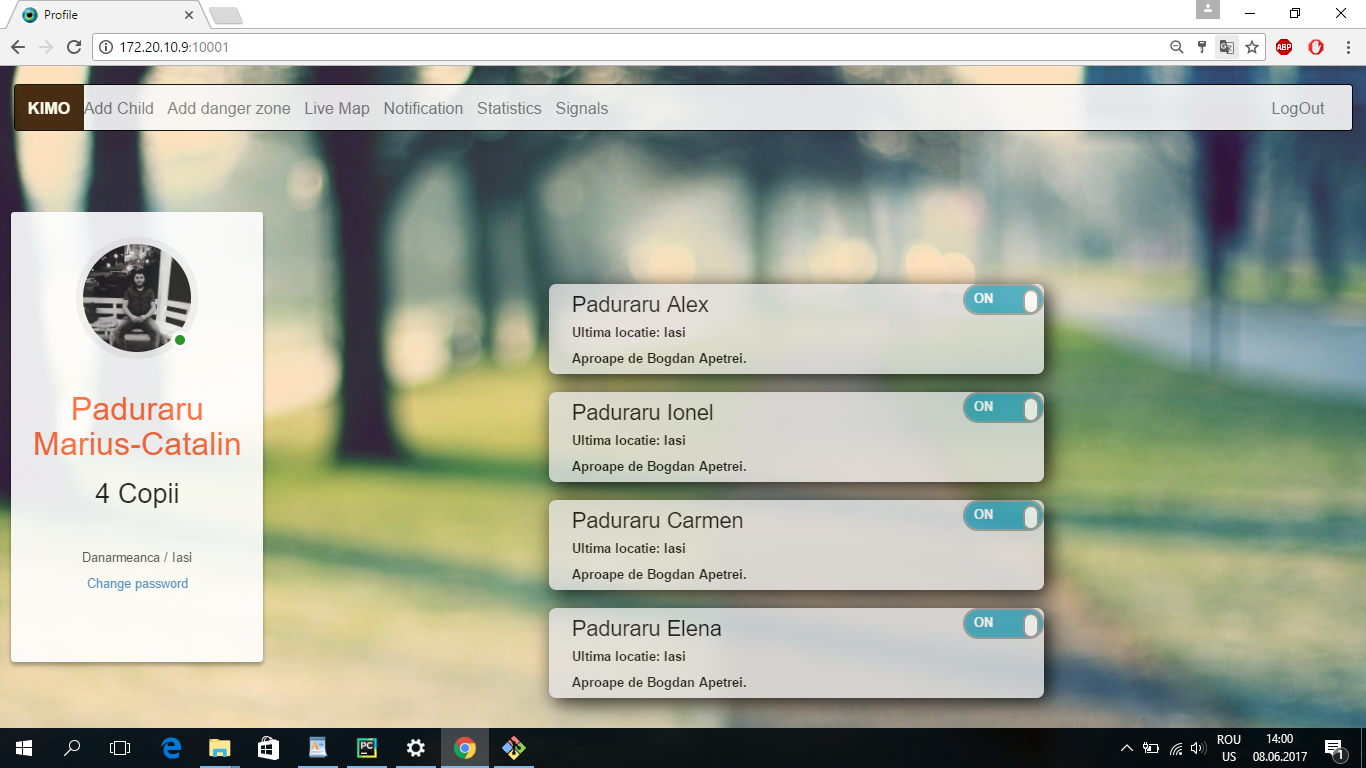 Profile
172.20.10.9:10001
ABP
KIMO Add Child Add danger zone Live Map Notification Statistics Signals LogOut
Paduraru
Marius-Catalin
4 Copii
Danarmeanca / Iasi
Change password
Paduraru Alex
ON
Ultima locatie: Iasi
Aproape de Bogdan Apetrei.
Paduraru Ionel
ON
Ultima locatie: Iasi
Aproape de Bogdan Apetrei.
Paduraru Carmen
ON
Ultima locatie: Iasi
Aproape de Bogdan Apetrei.
Paduraru Elena
ON
Ultima locatie: Iasi
Aproape de Bogdan Apetrei.
PC
ROU
US
14:00
08.06.2017
1